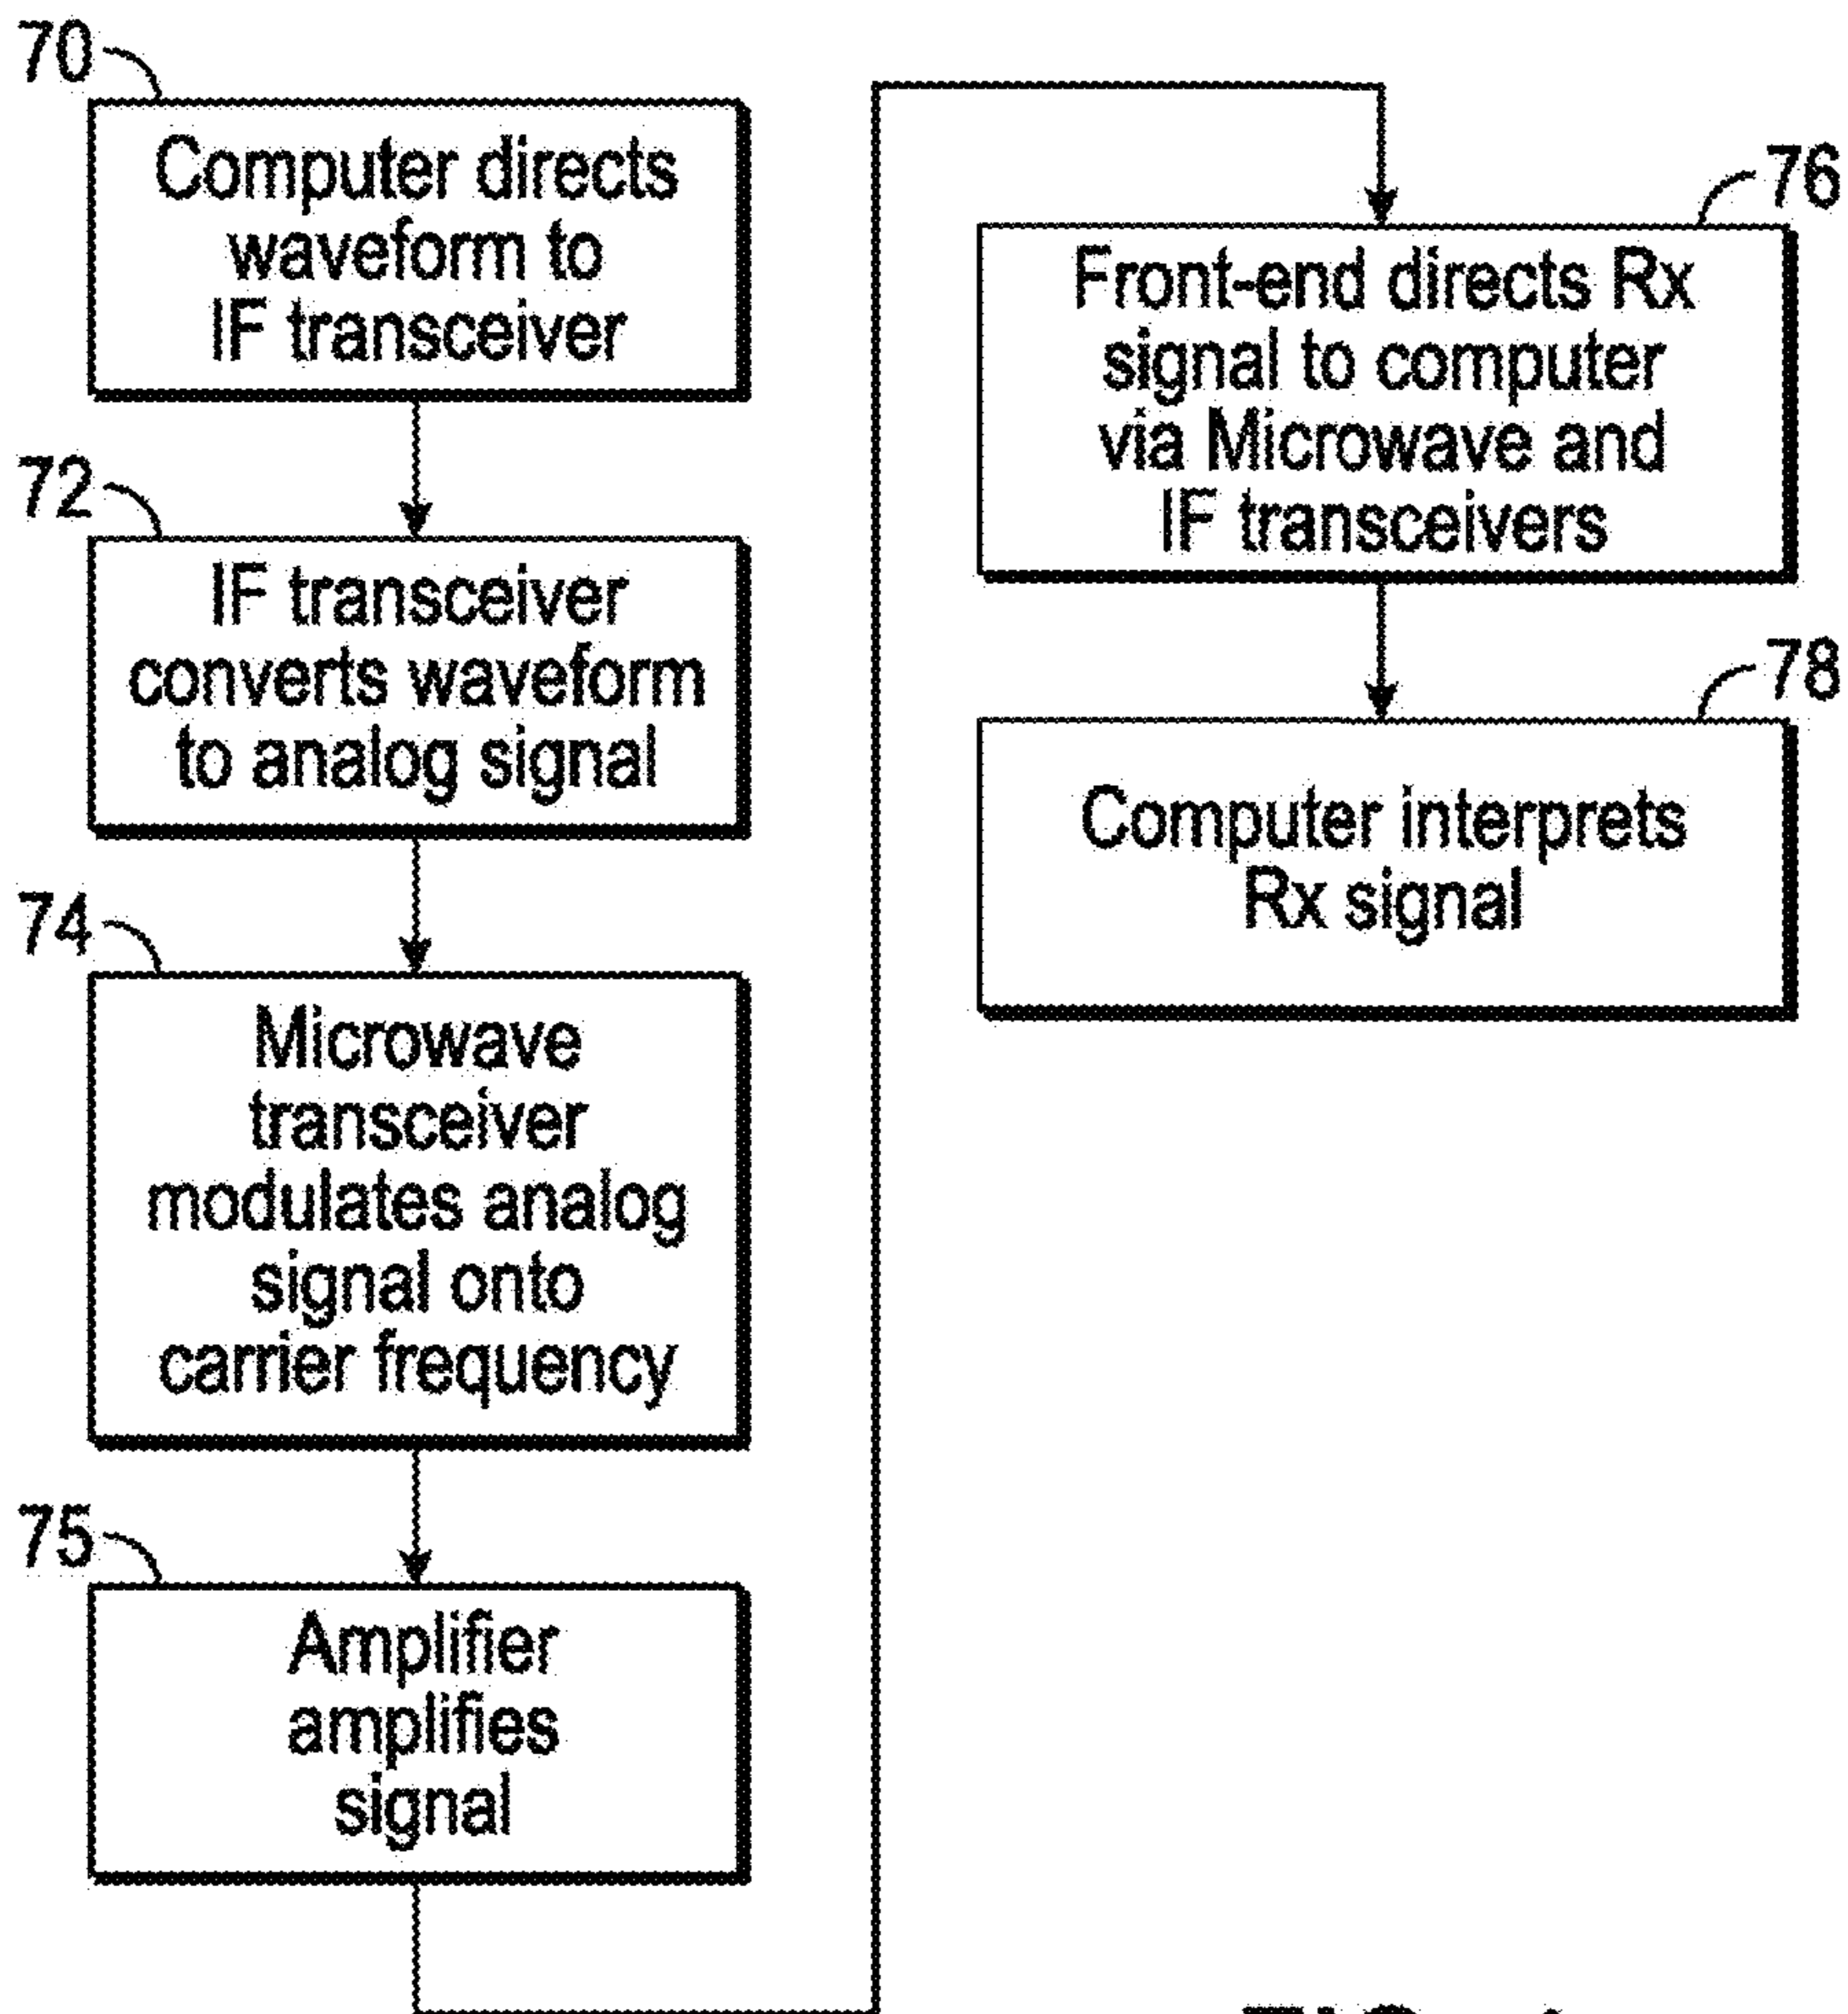 70
Computer directs
waveform to
IF transceiver
72
IF transceiver
converts waveform
to analog signal
74
Microwave
transceiver
modulates analog
signal onto
carrier frequency
75
Amplifier
amplifies
signal
76
Front-end directs Rx
signal to computer
via Microwave and
IF transceivers
78
Computer interprets
Rx signal